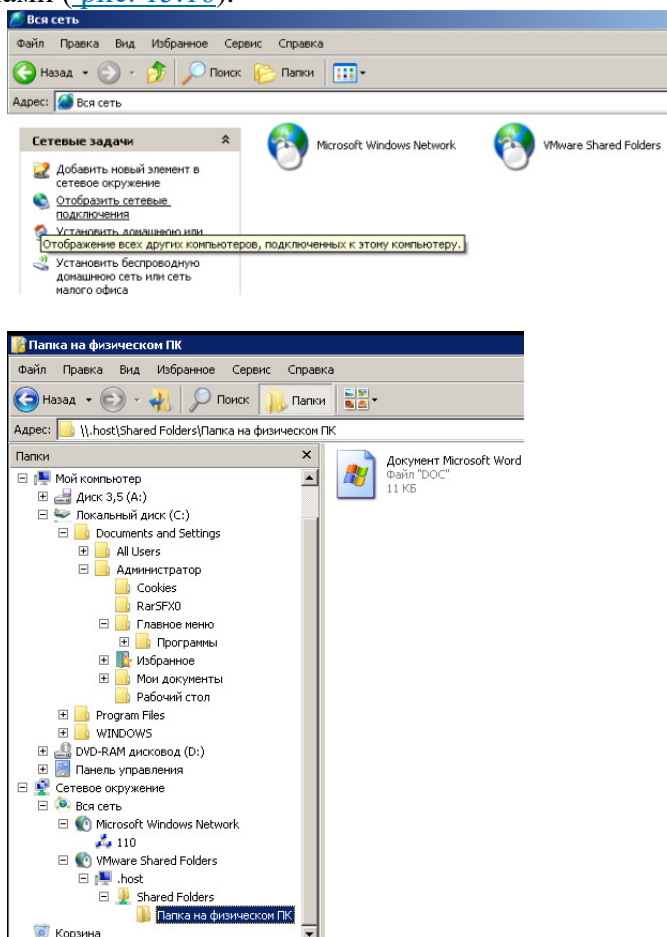 рис. 15.16).
Вся сеть
Файл Правка Вид Избранное Сервис Справка
Назад Поиск Папки
Адрес: Вся сеть
Сетевые задачи
Добавить новый элемент в
сетевое окружение
Отобразить сетевые
подключения
Установить домашнюю или
Отображение всех других компьютеров, подключенных к этому компьютеру.
Установить беспроводную
домашнюю сеть или сеть
малого офиса
Microsoft Windows Network
VMware Shared Folders
Папка на физическом ПК
Файл Правка Вид Избранное Сервис Справка
Назад Поиск Папки
Адрес: \\.host\Shared Folders\Папка на физическом ПК
Папки
Мой компьютер
Диск 3,5 (A:)
Локальный диск (C:)
Documents and Settings
All Users
Администратор
Cookies
RarSFX0
Главное меню
Программы
Избранное
Мои документы
Рабочий стол
Program Files
WINDOWS
DVD-RAM дисковод (D:)
Панель управления
Сетевое окружение
Вся сеть
Microsoft Windows Network
110
VMware Shared Folders
.host
Shared Folders
Папка на физическом ПК
Корзина
Документ Microsoft Word
Файл "DOC"
11 КБ